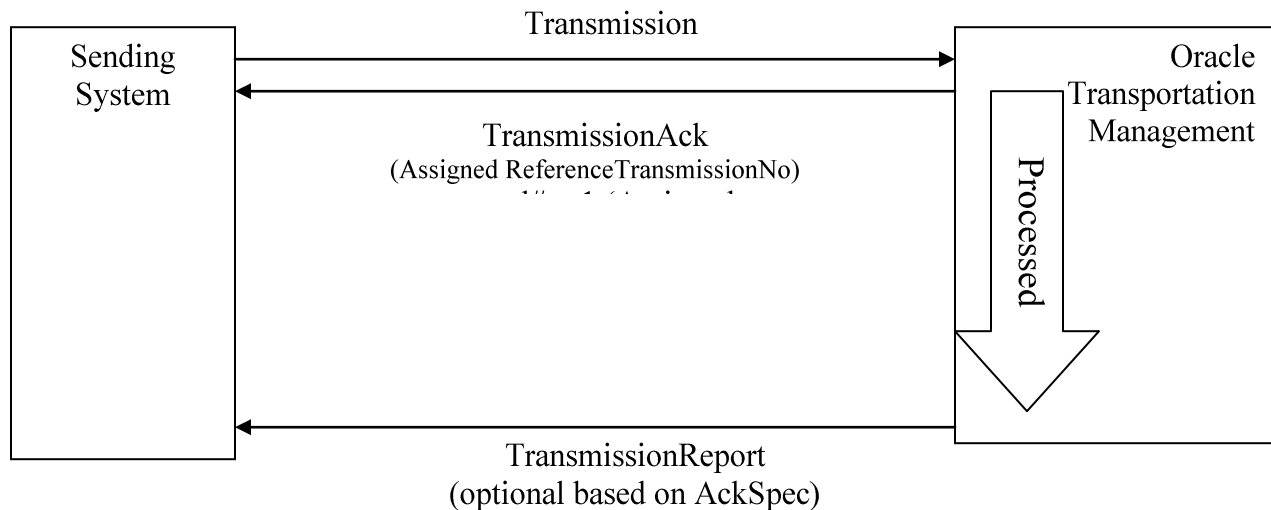 Transmission
Sending
System
Oracle
Transportation
Management
TransmissionAck
(Assigned ReferenceTransmissionNo)
Processed
TransmissionReport
(optional based on AckSpec)